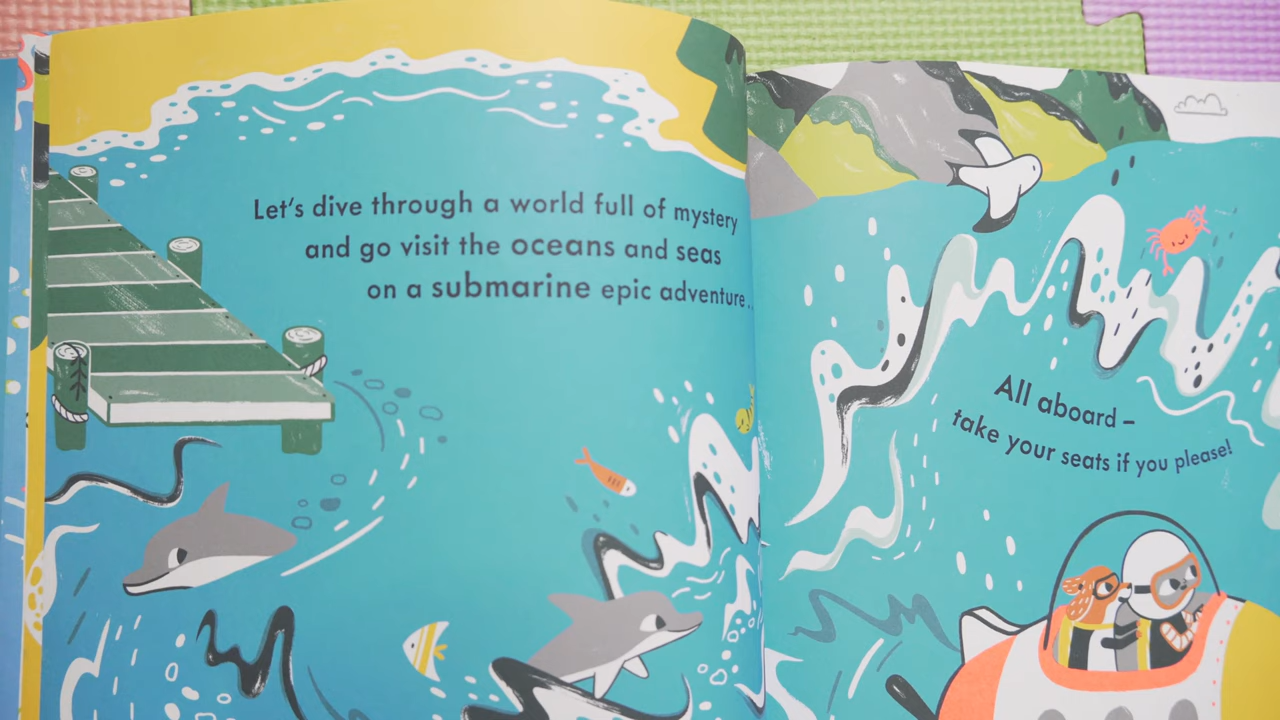 Let's dive through a world full of mystery
and go visit the oceans and seas
on a submarine epic adventure..
All aboard –
take your seats if you please!